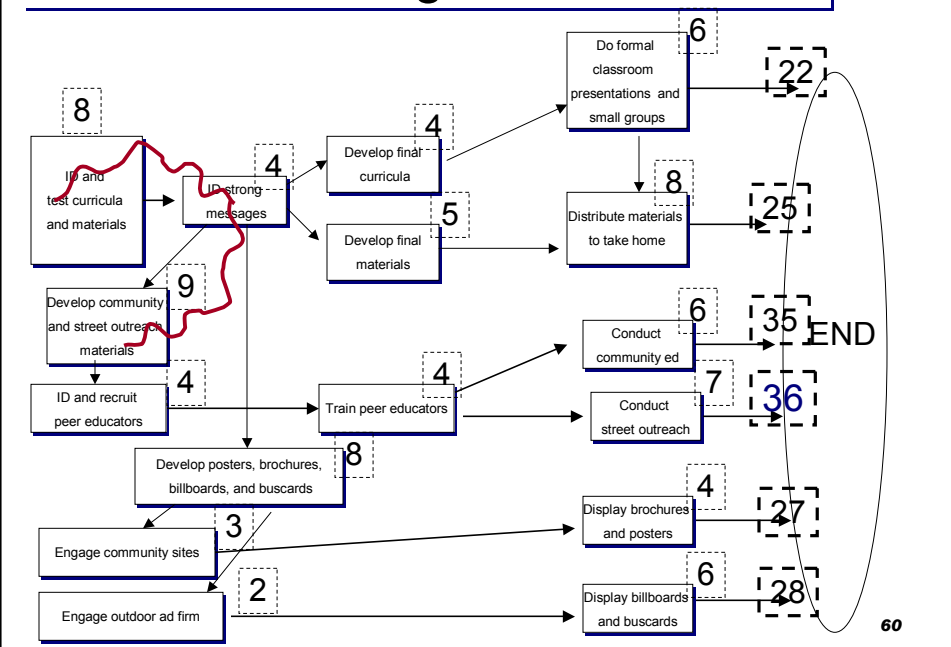 6
Do formal
classroom
presentations and
small groups
22
8
ID and
test curricula
and materials
4
ID strong
messages
4
Develop final
curricula
5
Develop final
materials
8
Distribute materials
to take home
25
9
Develop community
and street outreach
materials
6
Conduct
community ed
35
END
4
ID and recruit
peer educators
4
Train peer educators
7
Conduct
street outreach
36
8
Develop posters, brochures,
billboards, and buscards
3
Engage community sites
4
Display brochures
and posters
27
2
Engage outdoor ad firm
6
Display billboards
and buscards
28
60